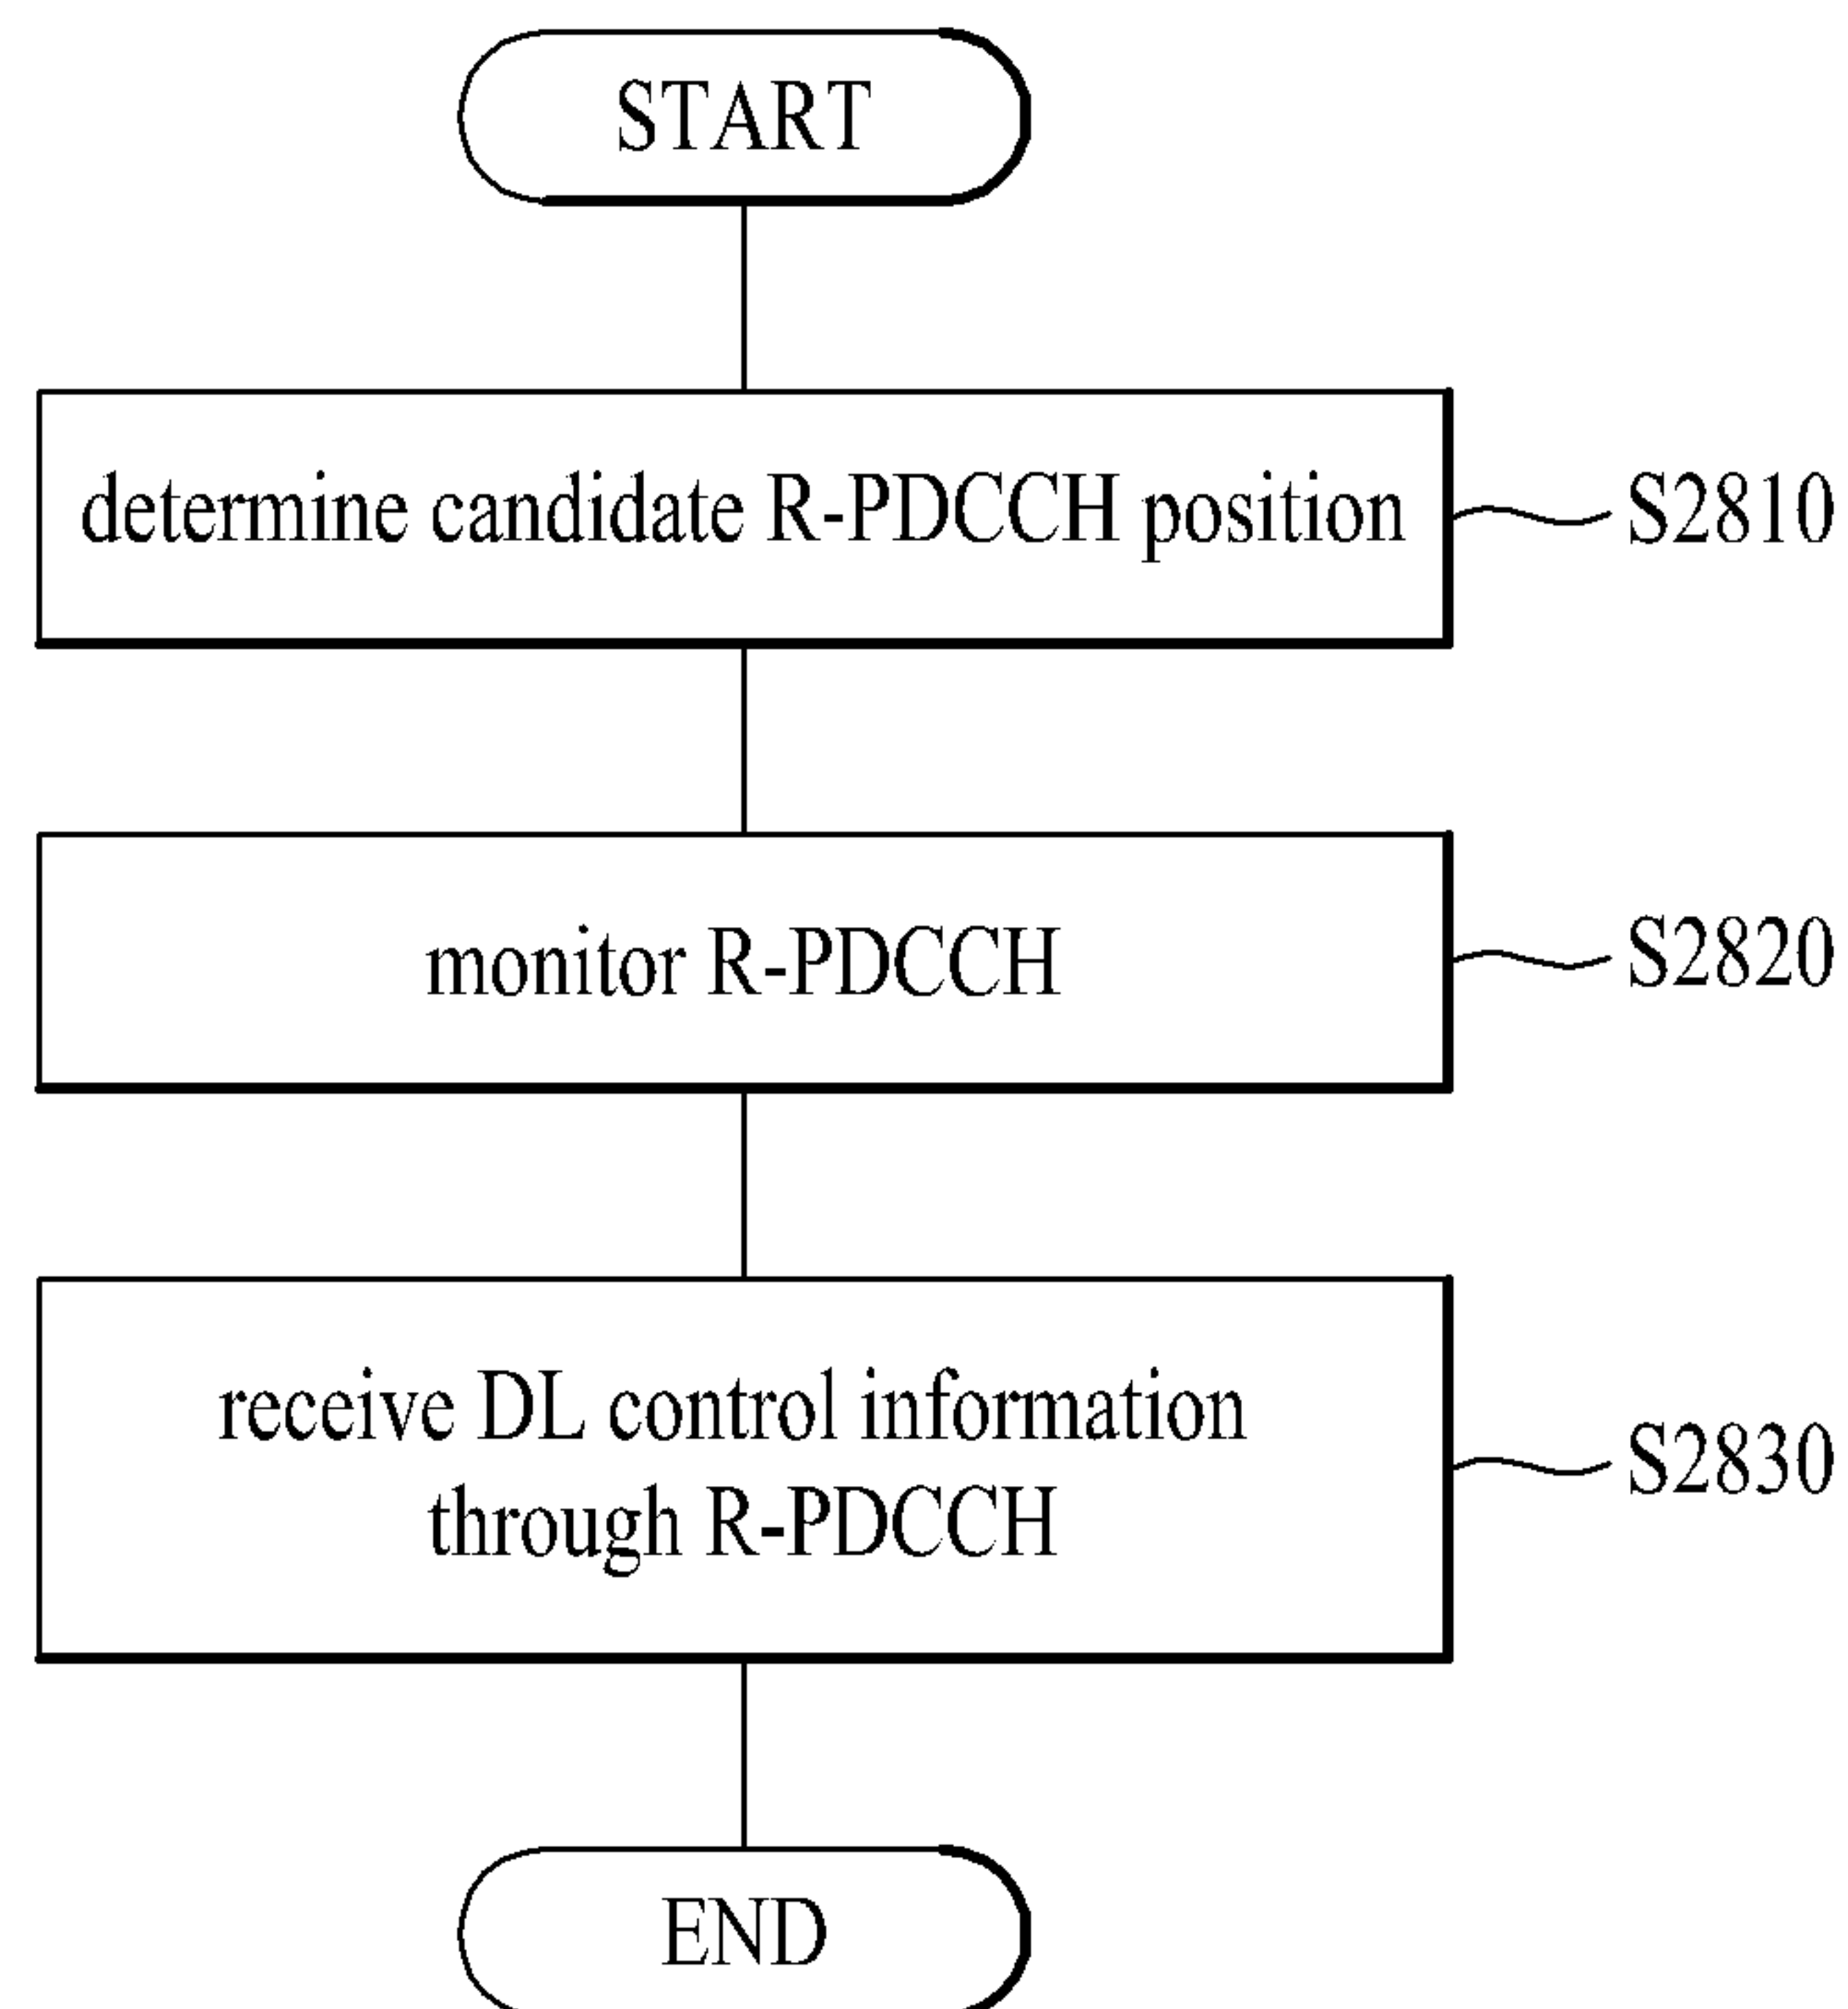 START
determine candidate R-PDCCH position
S2810
monitor R-PDCCH
S2820
receive DL control information
through R-PDCCH
S2830
END